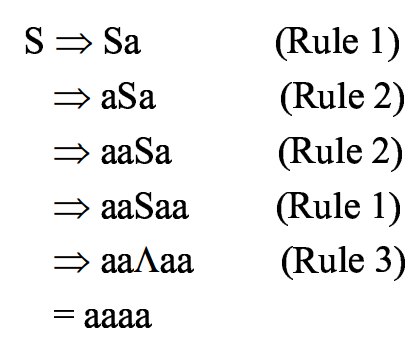 S ⇒ Sa (Rule 1)
⇒ aSa (Rule 2)
⇒ aaSa (Rule 2)
⇒ aaSaa (Rule 1)
⇒ aaΛaa (Rule 3)
= aaaa